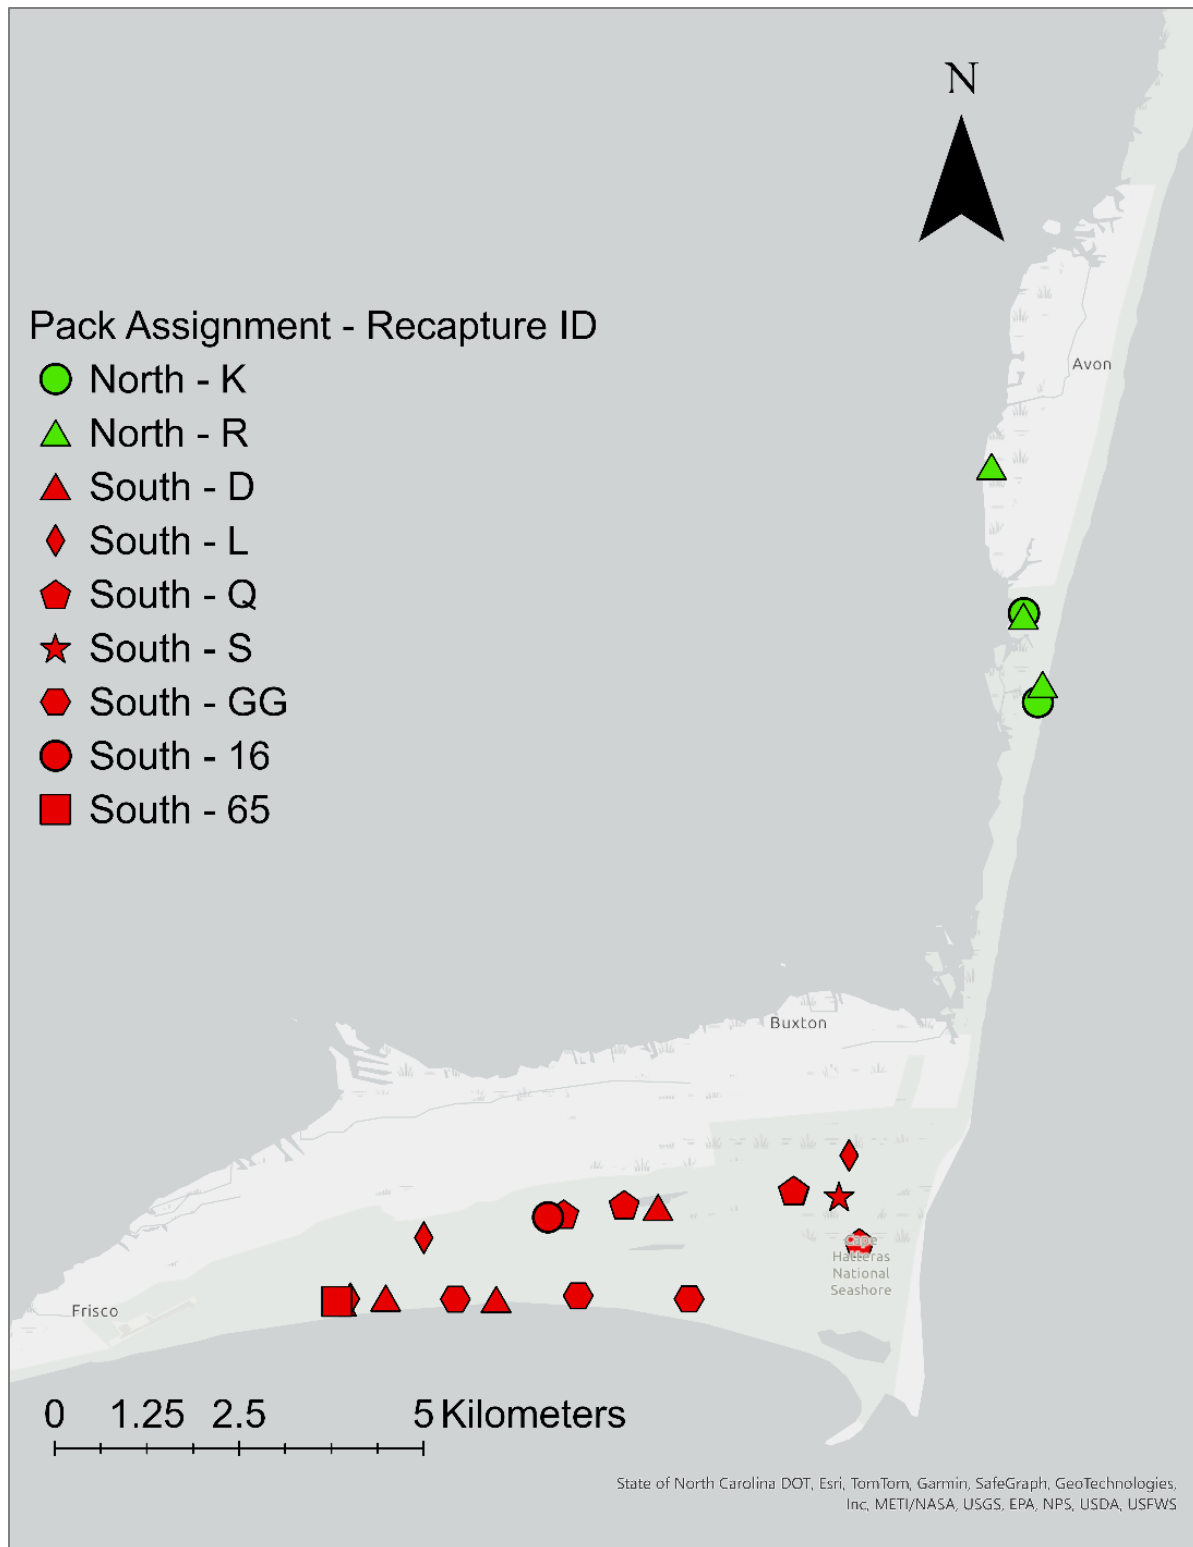 N
Pack Assignment - Recapture ID
North - K
North - R
South - D
South - L
South - Q
South - S
South - GG
South - 16
South - 65
Avon
Buxton
Cape
Hatteras
National
Seashore
Frisco
0 1.25 2.5 5 Kilometers
State of North Carolina DOT, Esri, TomTom, Garmin, SafeGraph, GeoTechnologies,
Inc, METI/NASA, USGS, EPA, NPS, USDA, USFWS